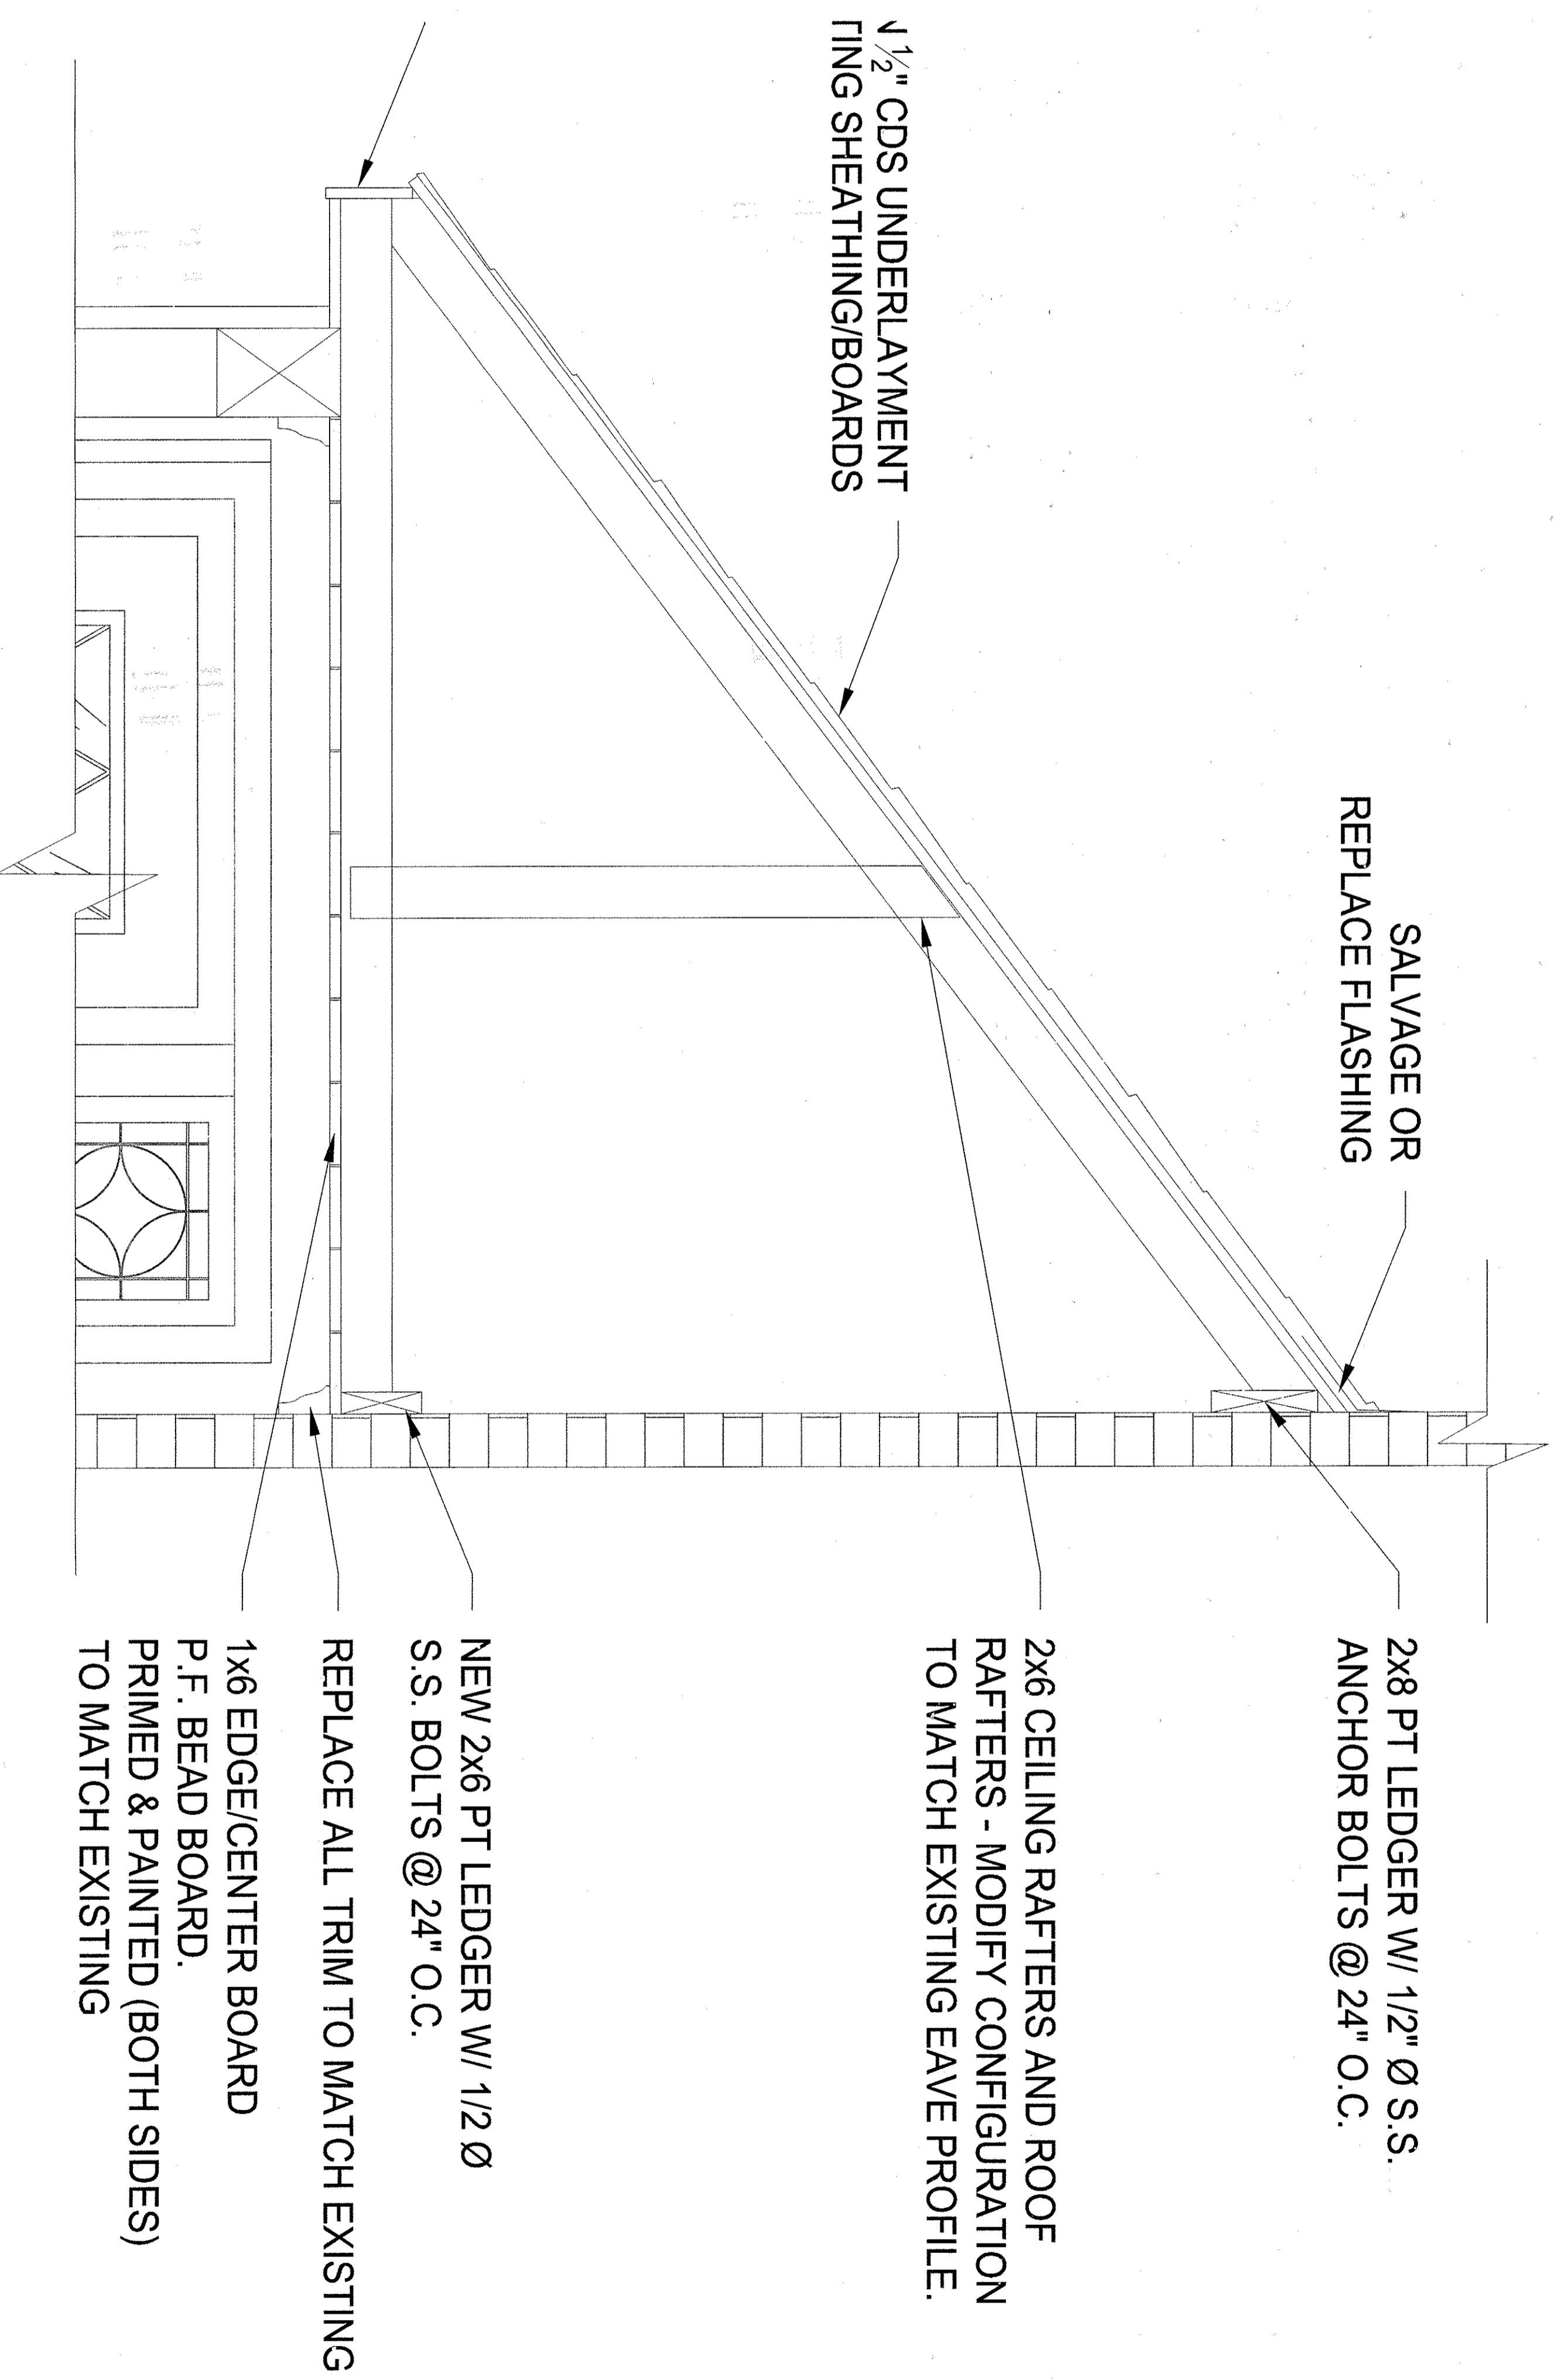 ½" CDS UNDERLAYMENT
SHEATHING/BOARDS
SALVAGE OR
REPLACE FLASHING
2x8 PT LEDGER W/ 1/2" Ø S.S.
ANCHOR BOLTS @ 24" O.C.
2x6 CEILING RAFTERS AND ROOF
RAFTERS - MODIFY CONFIGURATION
TO MATCH EXISTING EAVE PROFILE.
NEW 2x6 PT LEDGER W/ 1/2 Ø
S.S. BOLTS @ 24" O.C.
REPLACE ALL TRIM TO MATCH EXISTING
1x6 EDGE/CENTER BOARD
P.F. BEAD BOARD.
PRIMED & PAINTED (BOTH SIDES)
TO MATCH EXISTING